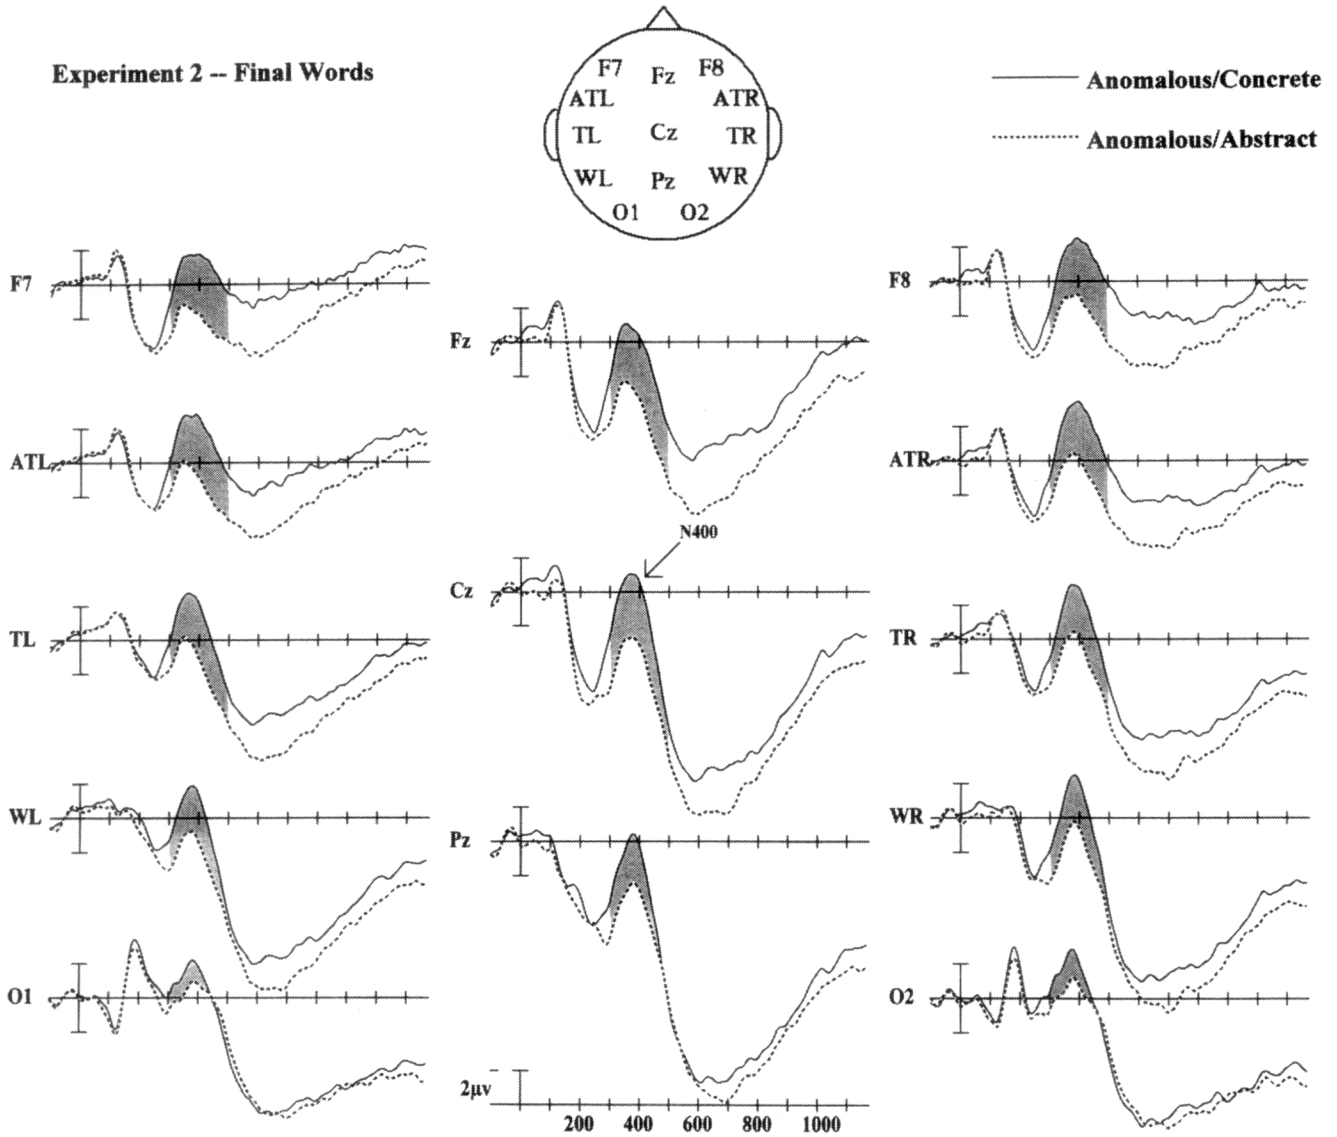 Experiment 2 -- Final Words
F7 Fz F8
ATL ATR
TL Cz TR
WL Pz WR
O1 O2
Anomalous/Concrete
Anomalous/Abstract
F7
Fz
F8
ATL
ATR
N400
Cz
TL
TR
WL
Pz
WR
O1
O2
2μv
200 400 600 800 1000